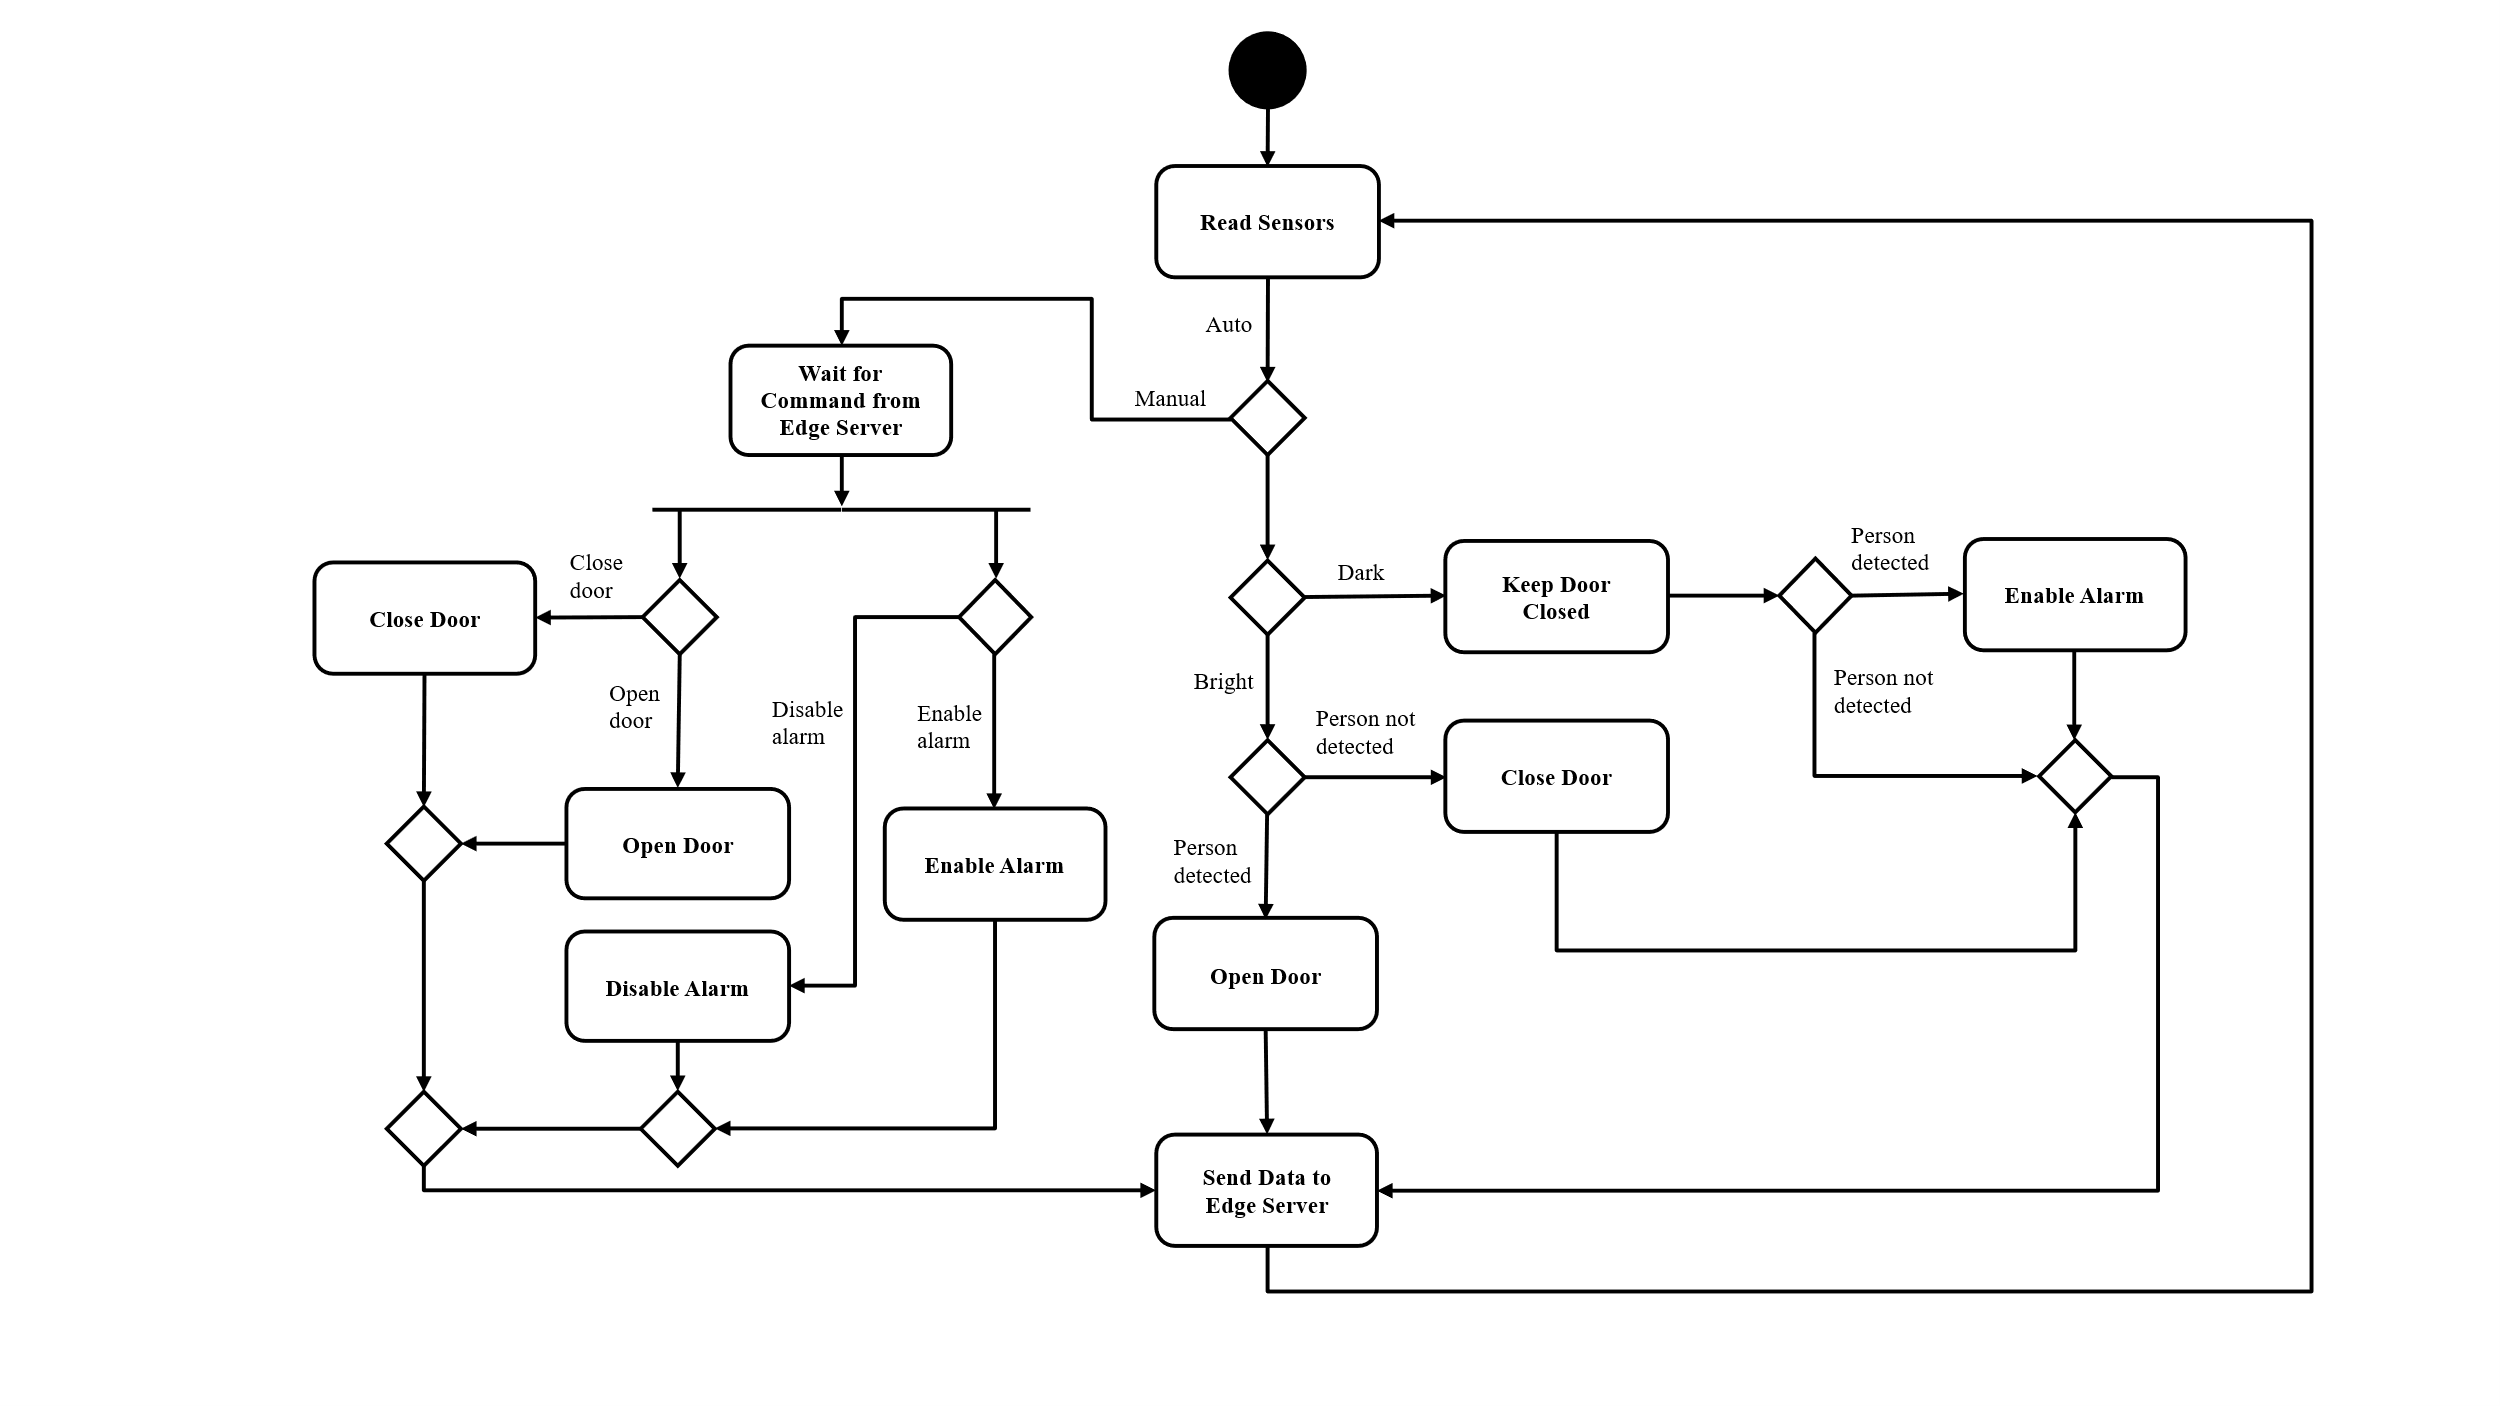 Read Sensors
Auto
Manual
Wait for
Command from
Edge Server
Close
door
Close Door
Open
door
Open Door
Disable
alarm
Disable Alarm
Enable
alarm
Enable Alarm
Dark
Keep Door
Closed
Person
detected
Enable Alarm
Person not
detected
Bright
Person not
detected
Close Door
Person
detected
Open Door
Send Data to
Edge Server